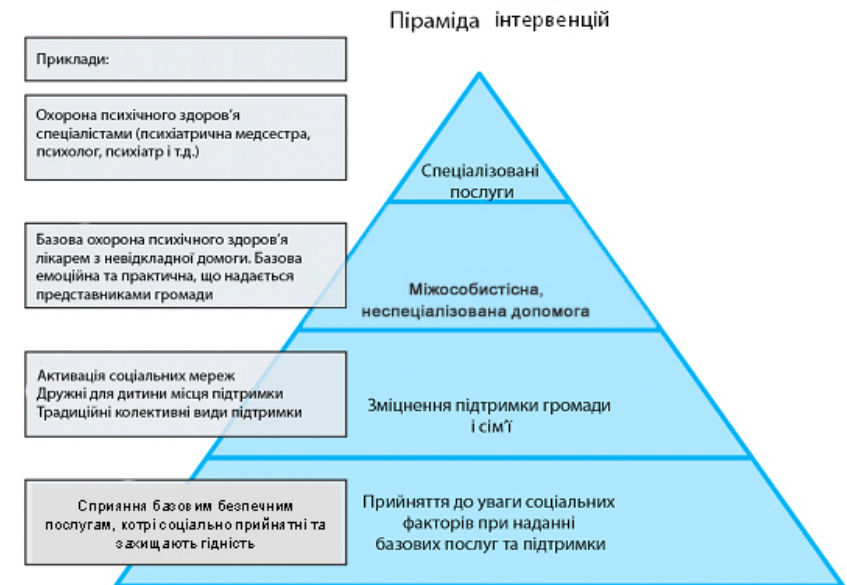 Піраміда інтервенцій
Приклади:
Охорона психічного здоров'я
спеціалістами (психіатрична медсестра,
психолог, психіатр і т.д.)
Спеціалізовані
послуги
Базова охорона психічного здоров'я
лікарем з невідкладної домоги. Базова
емоційна та практична, що надається
представниками громади
Міжособистісна,
неспеціалізована допомога
Активація соціальних мереж
Дружні для дитини місця підтримки
Традиційні колективні види підтримки
Зміцнення підтримки громади
і сім'ї
Сприяння базовим безпечним
послугам, котрі соціально прийнятні та
захищають гідність
Прийняття до уваги соціальних
факторів при наданні
базових послуг та підтримки